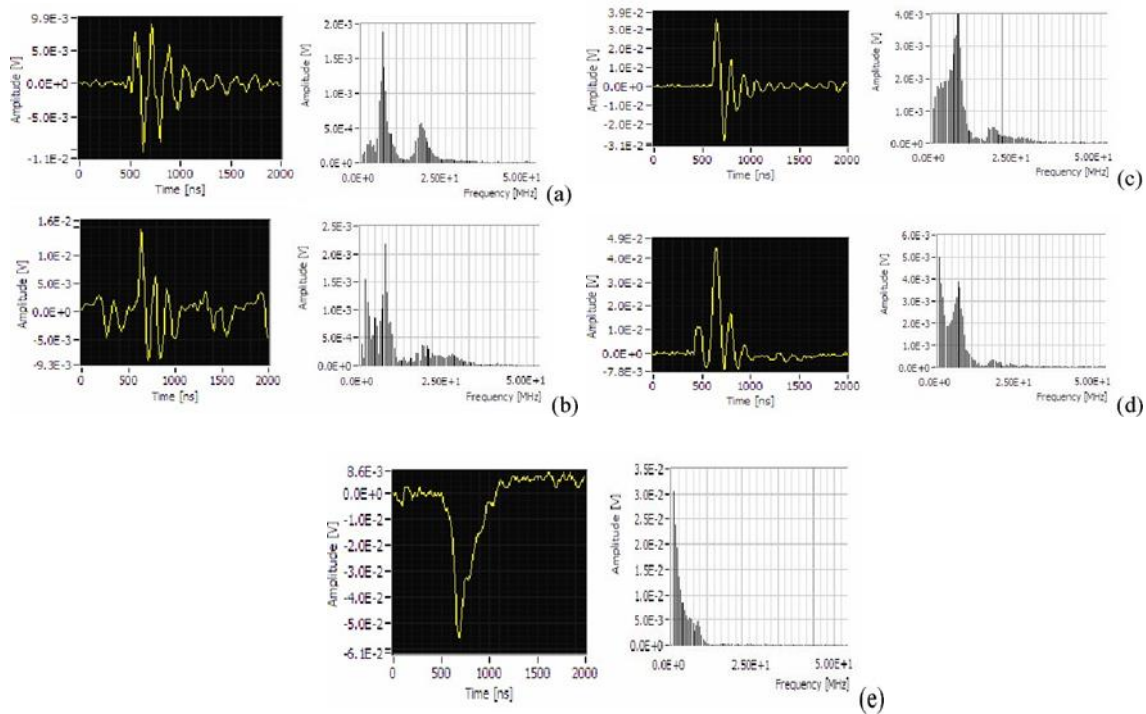 9.9E-3
5.0E-3
0.0E+0
-5.0E-3
-1.1E-2
Amplitude [V]
0 500 1000 1500 2000
Time [ns]
2.0E-3
1.5E-3
1.0E-3
5.0E-4
0.0E+0
Amplitude [V]
0.0E+0 2.50E+1 5.00E+1
Frequency [MHz]
(a)
3.9E-2
3.0E-2
2.0E-2
1.0E-2
0.0E+0
-1.0E-2
-2.0E-2
-3.1E-2
Amplitude [V]
0 500 1000 1500 2000
Time [ns]
4.0E-3
3.0E-3
2.0E-3
1.0E-3
0.0E+0
Amplitude [V]
0.0E+0 2.50E+1 5.00E+1
Frequency [MHz]
(c)
1.6E-2
1.0E-2
5.0E-3
0.0E+0
-5.0E-3
-9.3E-3
Amplitude [V]
0 500 1000 1500 2000
Time [ns]
2.5E-3
2.0E-3
1.5E-3
1.0E-3
5.0E-4
0.0E+0
Amplitude [V]
0.0E+0 2.50E+1 5.00E+1
Frequency [MHz]
(b)
4.9E-2
4.0E-2
3.0E-2
2.0E-2
1.0E-2
0.0E+0
-7.8E-3
Amplitude [V]
0 500 1000 1500 2000
Time [ns]
6.0E-3
5.0E-3
4.0E-3
3.0E-3
2.0E-3
1.0E-3
0.0E+0
Amplitude [V]
0.0E+0 2.50E+1 5.00E+1
Frequency [MHz]
(d)
8.6E-3
0.0E+0
-1.0E-2
-2.0E-2
-3.0E-2
-4.0E-2
-5.0E-2
-6.1E-2
Amplitude [V]
0 500 1000 1500 2000
Time [ns]
3.5E-2
3.0E-2
2.5E-2
2.0E-2
1.5E-2
1.0E-2
5.0E-3
0.0E+0
Amplitude [V]
0.0E+0 2.50E+1 5.00E+1
Frequency [MHz]
(e)